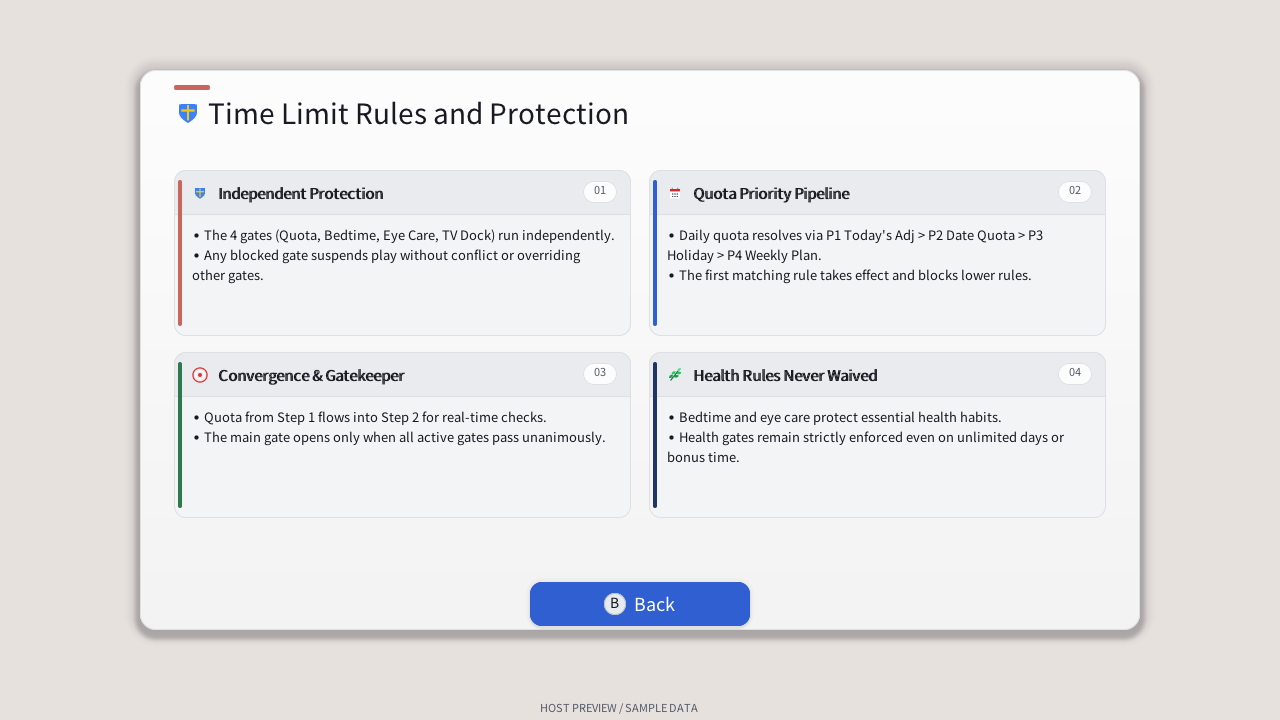 Time Limit Rules and Protection
Independent Protection
01
• The 4 gates (Quota, Bedtime, Eye Care, TV Dock) run independently.
• Any blocked gate suspends play without conflict or overriding
other gates.
Quota Priority Pipeline
02
• Daily quota resolves via P1 Today's Adj > P2 Date Quota > P3
Holiday > P4 Weekly Plan.
• The first matching rule takes effect and blocks lower rules.
Convergence & Gatekeeper
03
• Quota from Step 1 flows into Step 2 for real-time checks.
• The main gate opens only when all active gates pass unanimously.
Health Rules Never Waived
04
• Bedtime and eye care protect essential health habits.
• Health gates remain strictly enforced even on unlimited days or
bonus time.
B Back
HOST PREVIEW / SAMPLE DATA